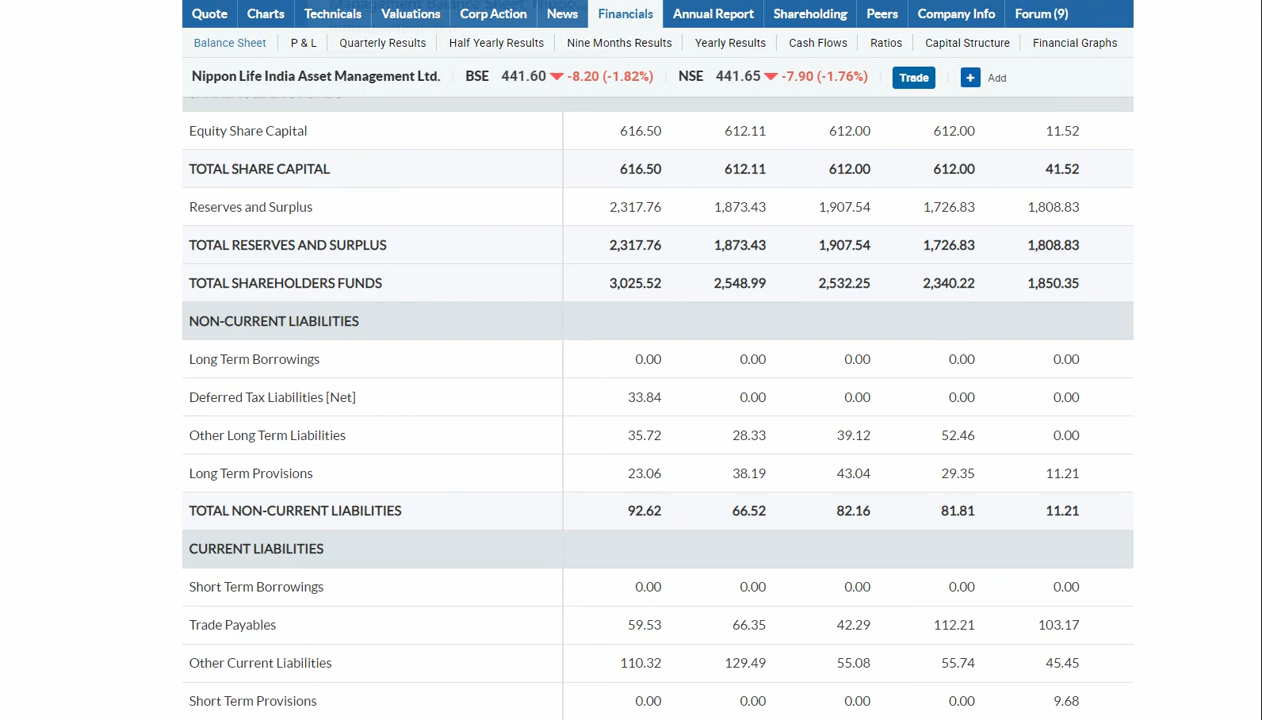 Quote Charts Technicals Valuations Corp Action News Financials Annual Report Shareholding Peers Company Info Forum (9)
Balance Sheet P & L Quarterly Results Half Yearly Results Nine Months Results Yearly Results Cash Flows Ratios Capital Structure Financial Graphs
Nippon Life India Asset Management Ltd. BSE 441.60 -8.20 (-1.82%) NSE 441.65 -7.90 (-1.76%) Trade + Add
Equity Share Capital 616.50 612.11 612.00 612.00 11.52
TOTAL SHARE CAPITAL 616.50 612.11 612.00 612.00 41.52
Reserves and Surplus 2,317.76 1,873.43 1,907.54 1,726.83 1,808.83
TOTAL RESERVES AND SURPLUS 2,317.76 1,873.43 1,907.54 1,726.83 1,808.83
TOTAL SHAREHOLDERS FUNDS 3,025.52 2,548.99 2,532.25 2,340.22 1,850.35
NON-CURRENT LIABILITIES
Long Term Borrowings 0.00 0.00 0.00 0.00 0.00
Deferred Tax Liabilities [Net] 33.84 0.00 0.00 0.00 0.00
Other Long Term Liabilities 35.72 28.33 39.12 52.46 0.00
Long Term Provisions 23.06 38.19 43.04 29.35 11.21
TOTAL NON-CURRENT LIABILITIES 92.62 66.52 82.16 81.81 11.21
CURRENT LIABILITIES
Short Term Borrowings 0.00 0.00 0.00 0.00 0.00
Trade Payables 59.53 66.35 42.29 112.21 103.17
Other Current Liabilities 110.32 129.49 55.08 55.74 45.45
Short Term Provisions 0.00 0.00 0.00 0.00 9.68